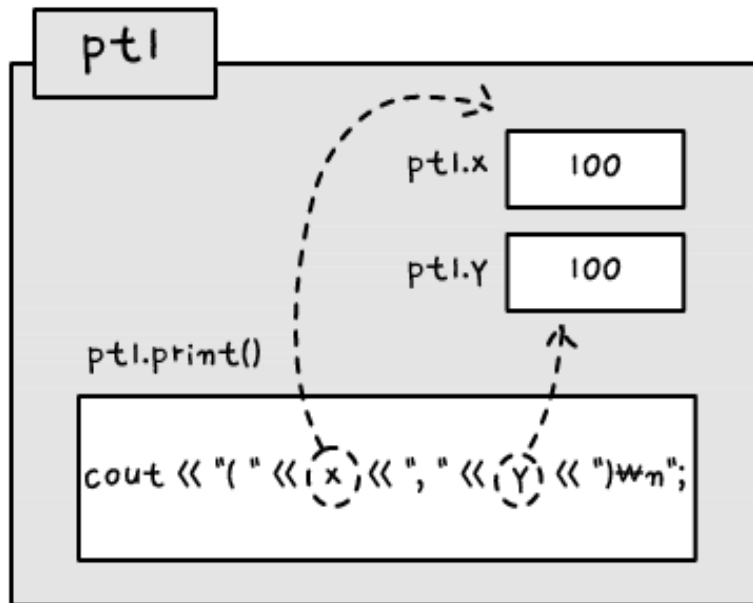 pt1
pt1.x 100
pt1.y 100
pt1.print()
cout << "( " << x << ", " << y << ")₩n";